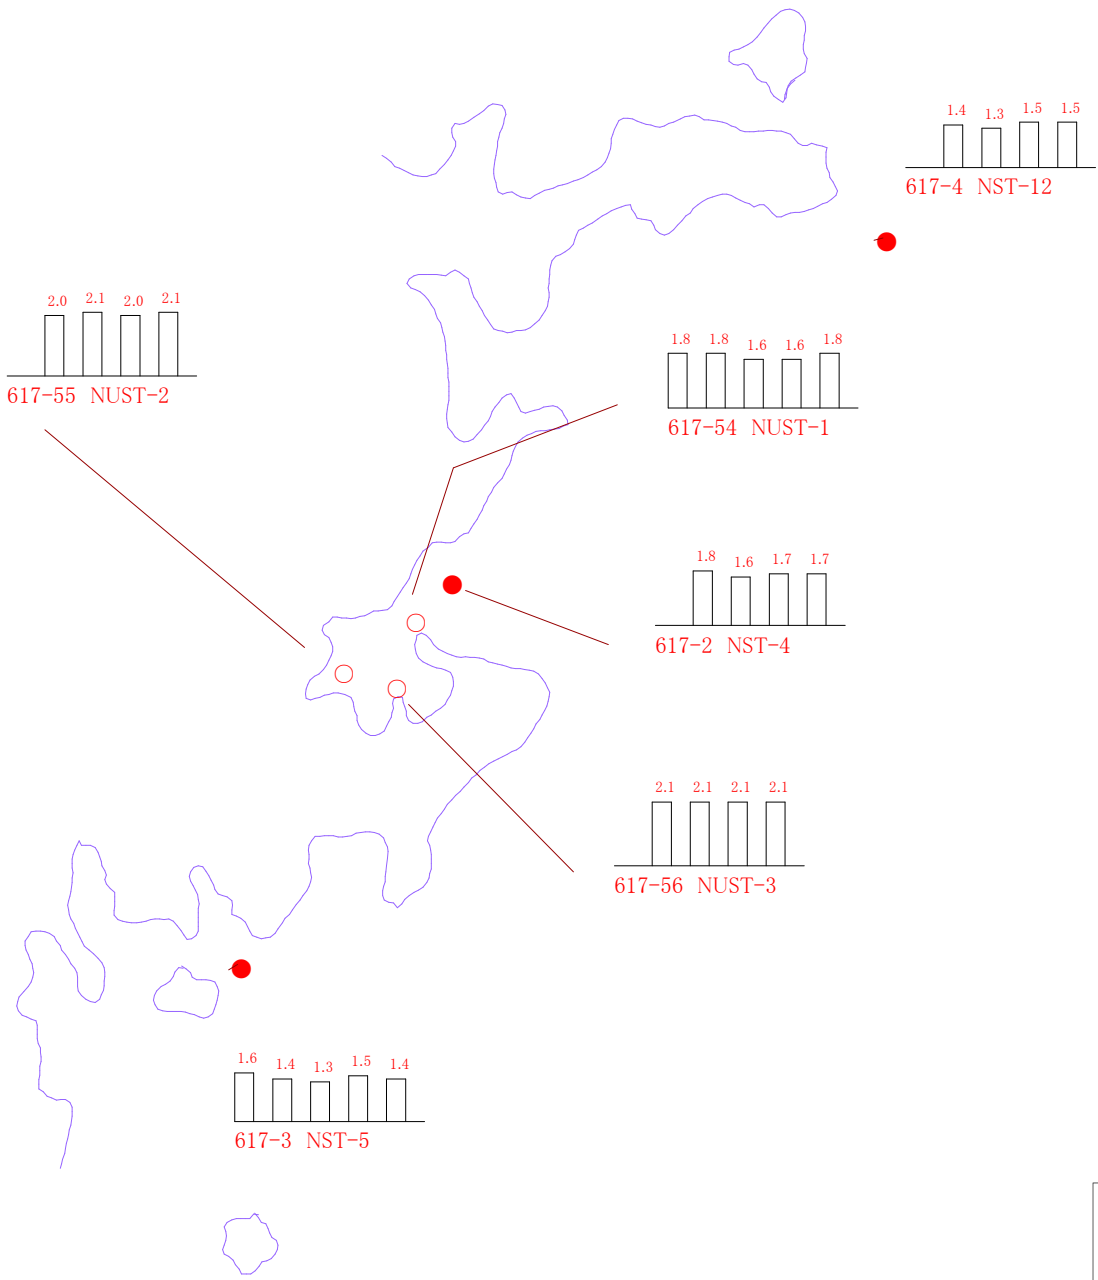 1.4 1.3 1.5 1.5
617-4 NST-12
2.0 2.1 2.0 2.1
617-55 NUST-2
1.8 1.8 1.6 1.6 1.8
617-54 NUST-1
1.8 1.6 1.7 1.7
617-2 NST-4
2.1 2.1 2.1 2.1
617-56 NUST-3
1.6 1.4 1.3 1.5 1.4
617-3 NST-5